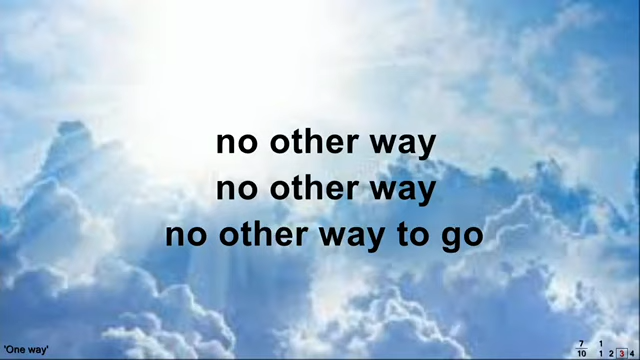 no other way
no other way
no other way to go
'One way'
7 1
10 1 2 3 4